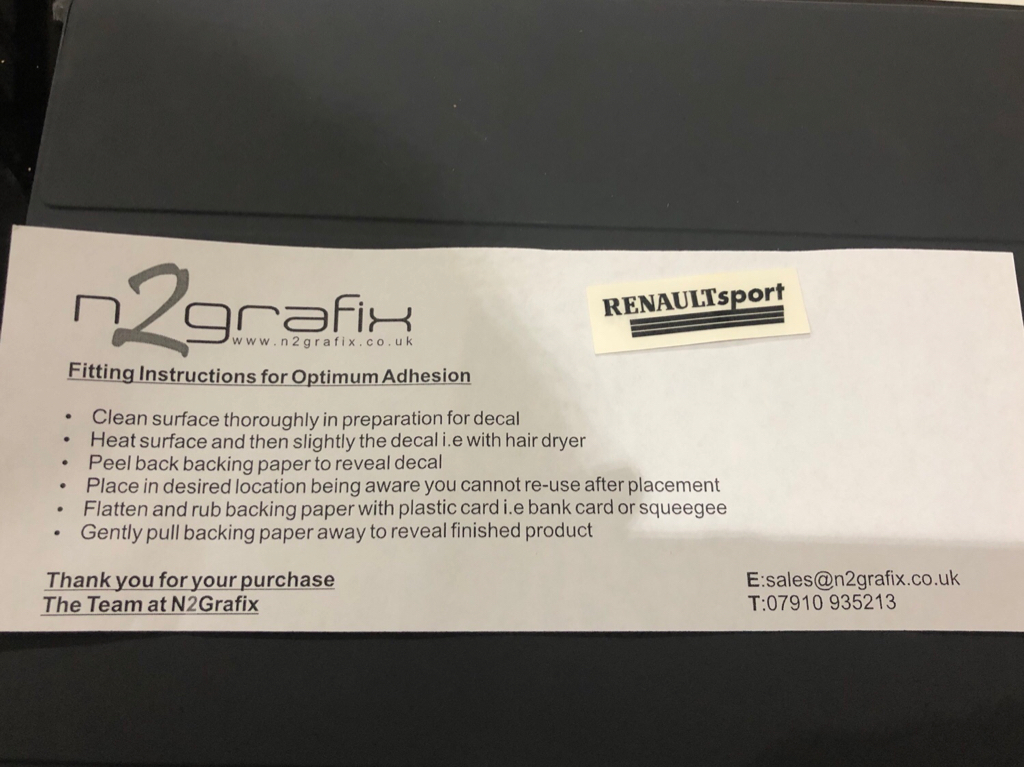 n2grafix
www.n2grafix.co.uk
RENAULTsport
Fitting Instructions for Optimum Adhesion
• Clean surface thoroughly in preparation for decal
• Heat surface and then slightly the decal i.e with hair dryer
• Peel back backing paper to reveal decal
• Place in desired location being aware you cannot re-use after placement
• Flatten and rub backing paper with plastic card i.e bank card or squeegee
• Gently pull backing paper away to reveal finished product
Thank you for your purchase
The Team at N2Grafix
E:sales@n2grafix.co.uk
T:07910 935213